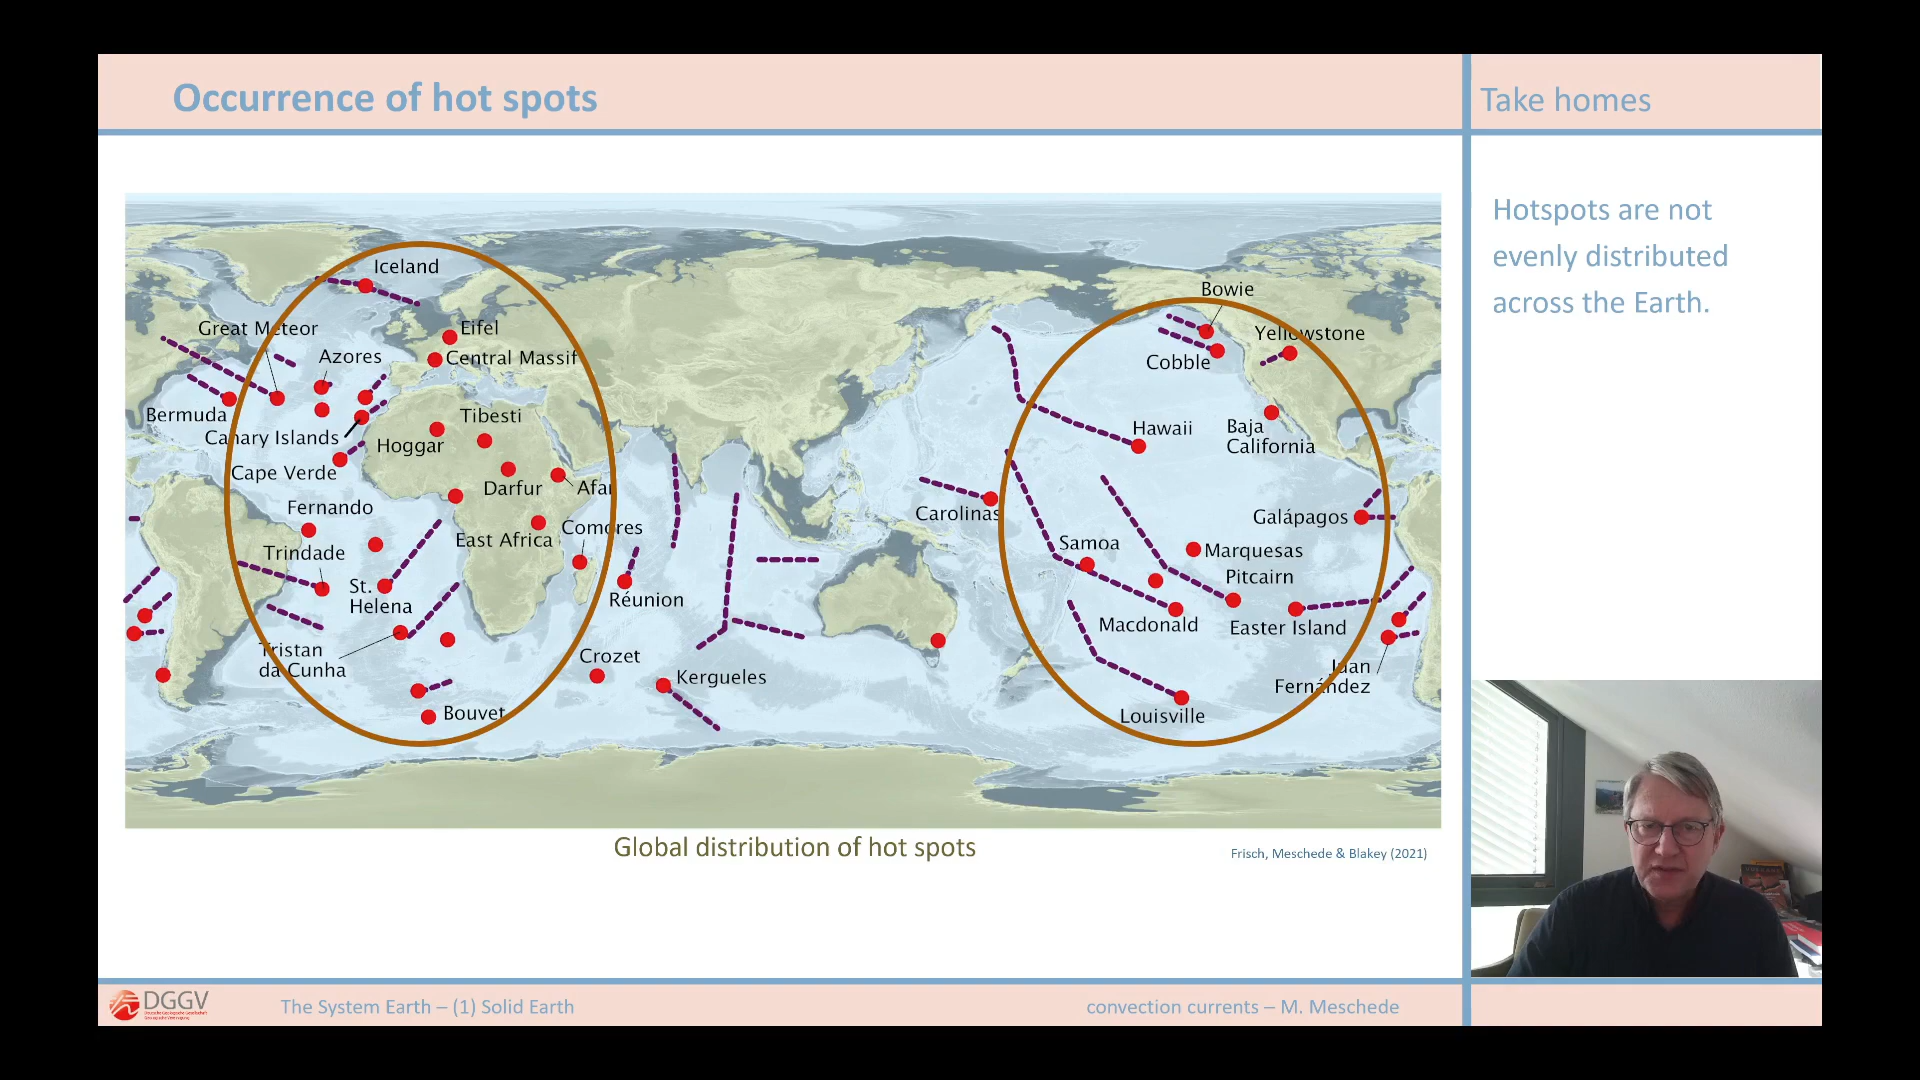 Occurrence of hot spots
Take homes
Hotspots are not
evenly distributed
across the Earth.
Iceland
Great Meteor
Eifel
Azores
Central Massif
Bermuda
Canary Islands
Tibesti
Hoggar
Cape Verde
Darfur
Afar
Fernando
East Africa
Comores
Trindade
St.
Helena
Réunion
Tristan
da Cunha
Crozet
Kergueles
Bouvet
Bowie
Yellowstone
Cobble
Hawaii
Baja
California
Carolinas
Galápagos
Samoa
Marquesas
Pitcairn
Macdonald
Easter Island
Juan
Fernández
Louisville
Global distribution of hot spots
Frisch, Meschede & Blakey (2021)
DGGV
The System Earth – (1) Solid Earth
convection currents – M. Meschede